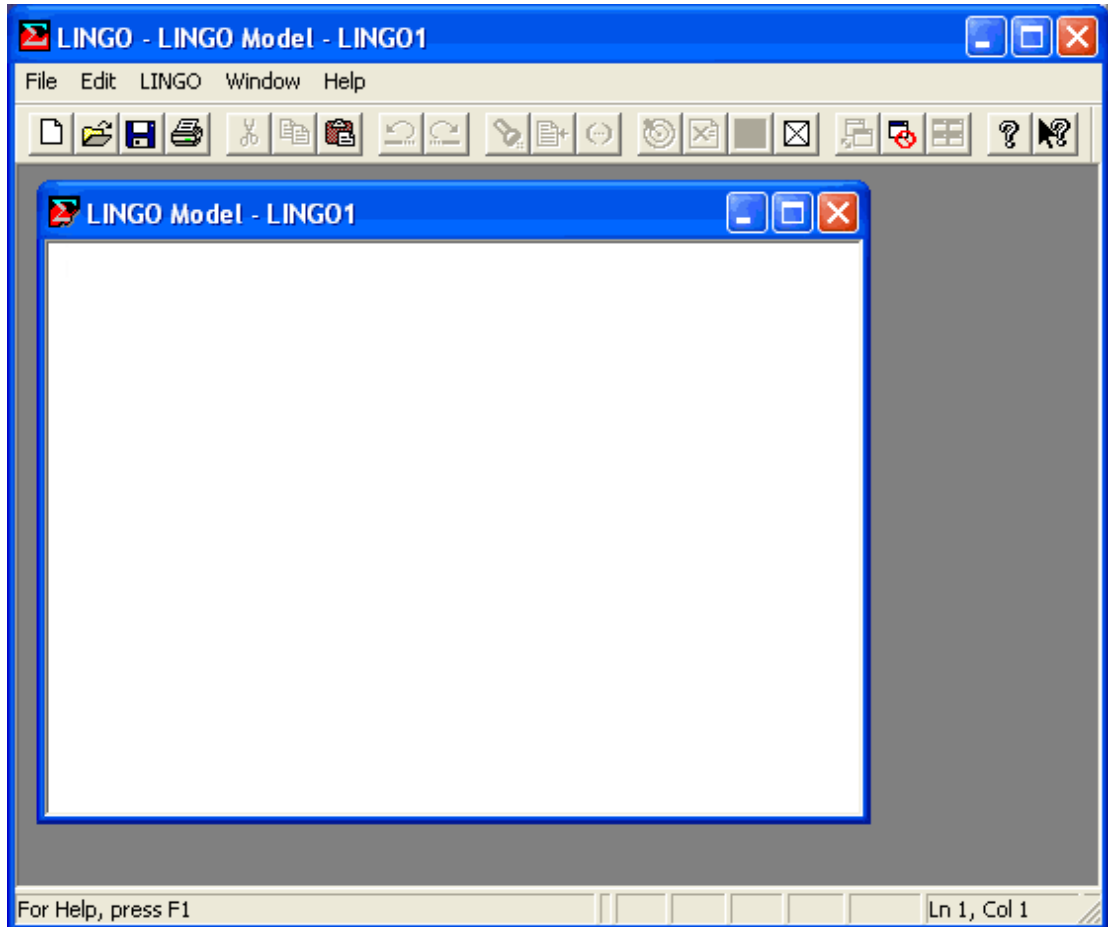 LINGO - LINGO Model - LINGO1
File Edit LINGO Window Help
LINGO Model - LINGO1
For Help, press F1 Ln 1, Col 1